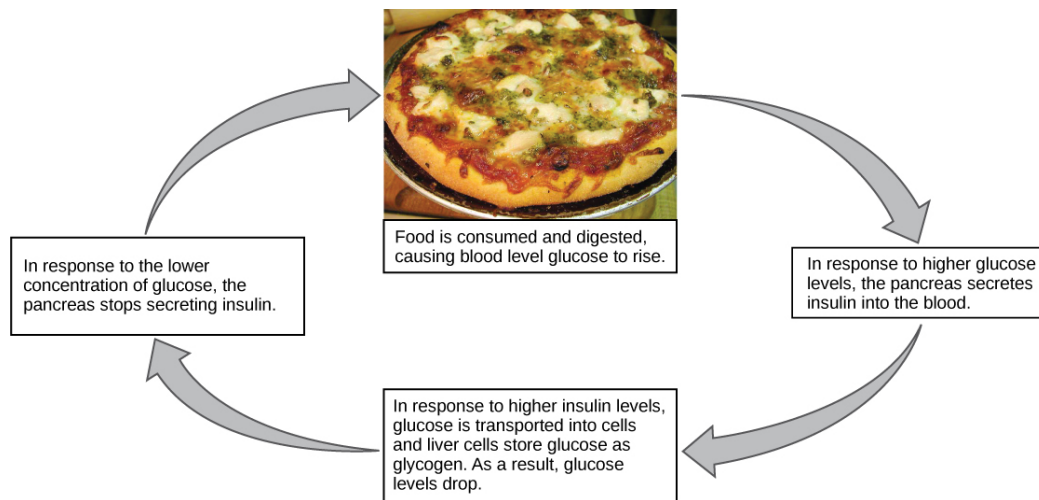 Food is consumed and digested,
causing blood level glucose to rise.
In response to higher glucose
levels, the pancreas secretes
insulin into the blood.
In response to higher insulin levels,
glucose is transported into cells
and liver cells store glucose as
glycogen. As a result, glucose
levels drop.
In response to the lower
concentration of glucose, the
pancreas stops secreting insulin.